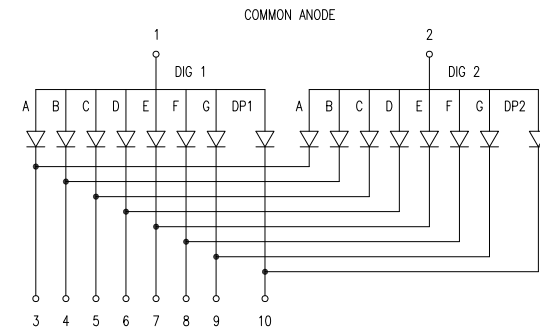 COMMON ANODE
1 2
DIG 1 DIG 2
A B C D E F G DP1 A B C D E F G DP2
3 4 5 6 7 8 9 10